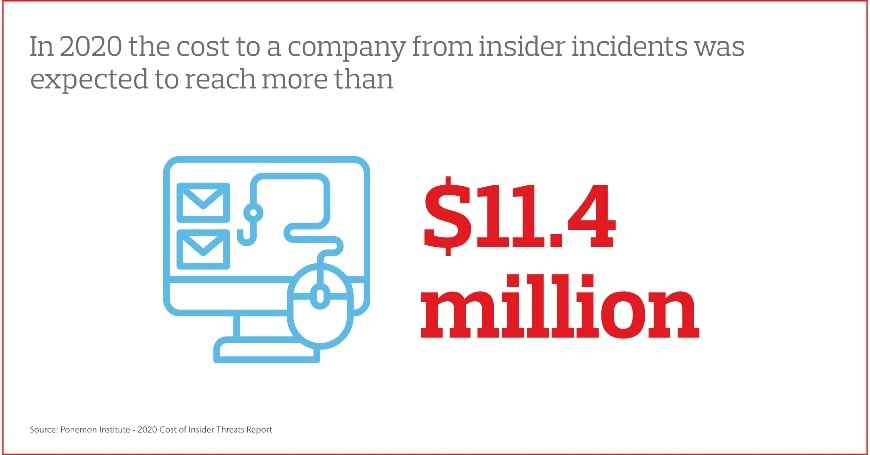 In 2020 the cost to a company from insider incidents was
expected to reach more than
$11.4
million
Source: Ponemon Institute - 2020 Cost of Insider Threats Report